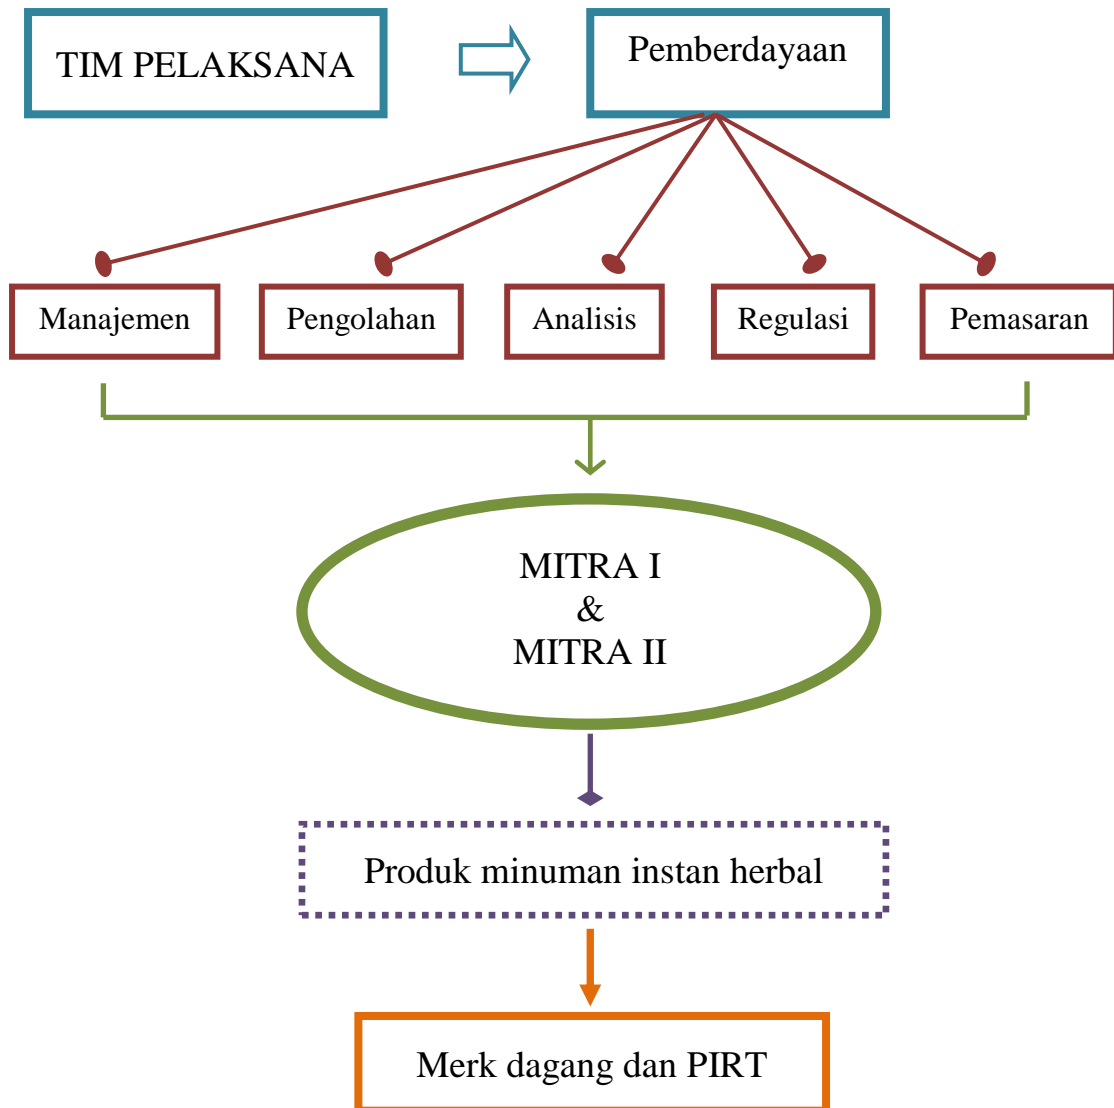 TIM PELAKSANA
Pemberdayaan
Manajemen
Pengolahan
Analisis
Regulasi
Pemasaran
MITRA I
&
MITRA II
Produk minuman instan herbal
Merk dagang dan PIRT